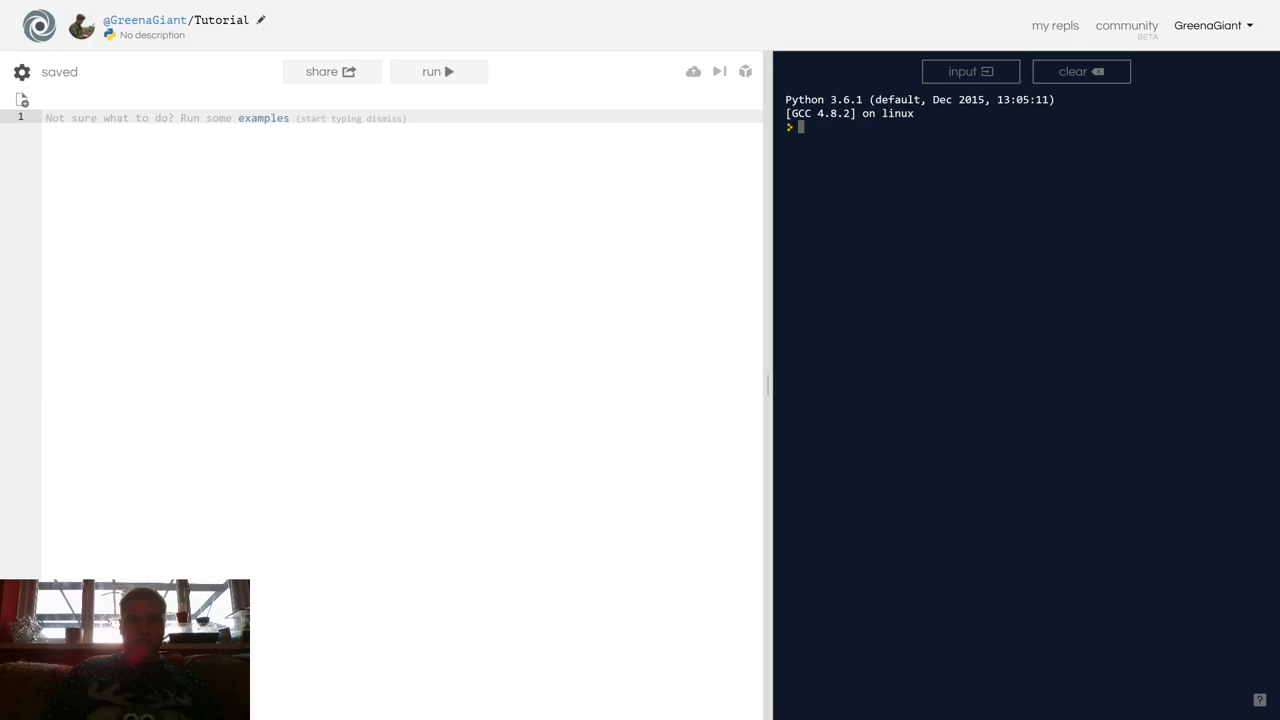 @GreenaGiant/Tutorial
No description
my repls
community
BETA
GreenaGiant
saved
share
run
input
clear
1
Not sure what to do? Run some examples (start typing dismiss)
Python 3.6.1 (default, Dec 2015, 13:05:11)
[GCC 4.8.2] on linux
>
?